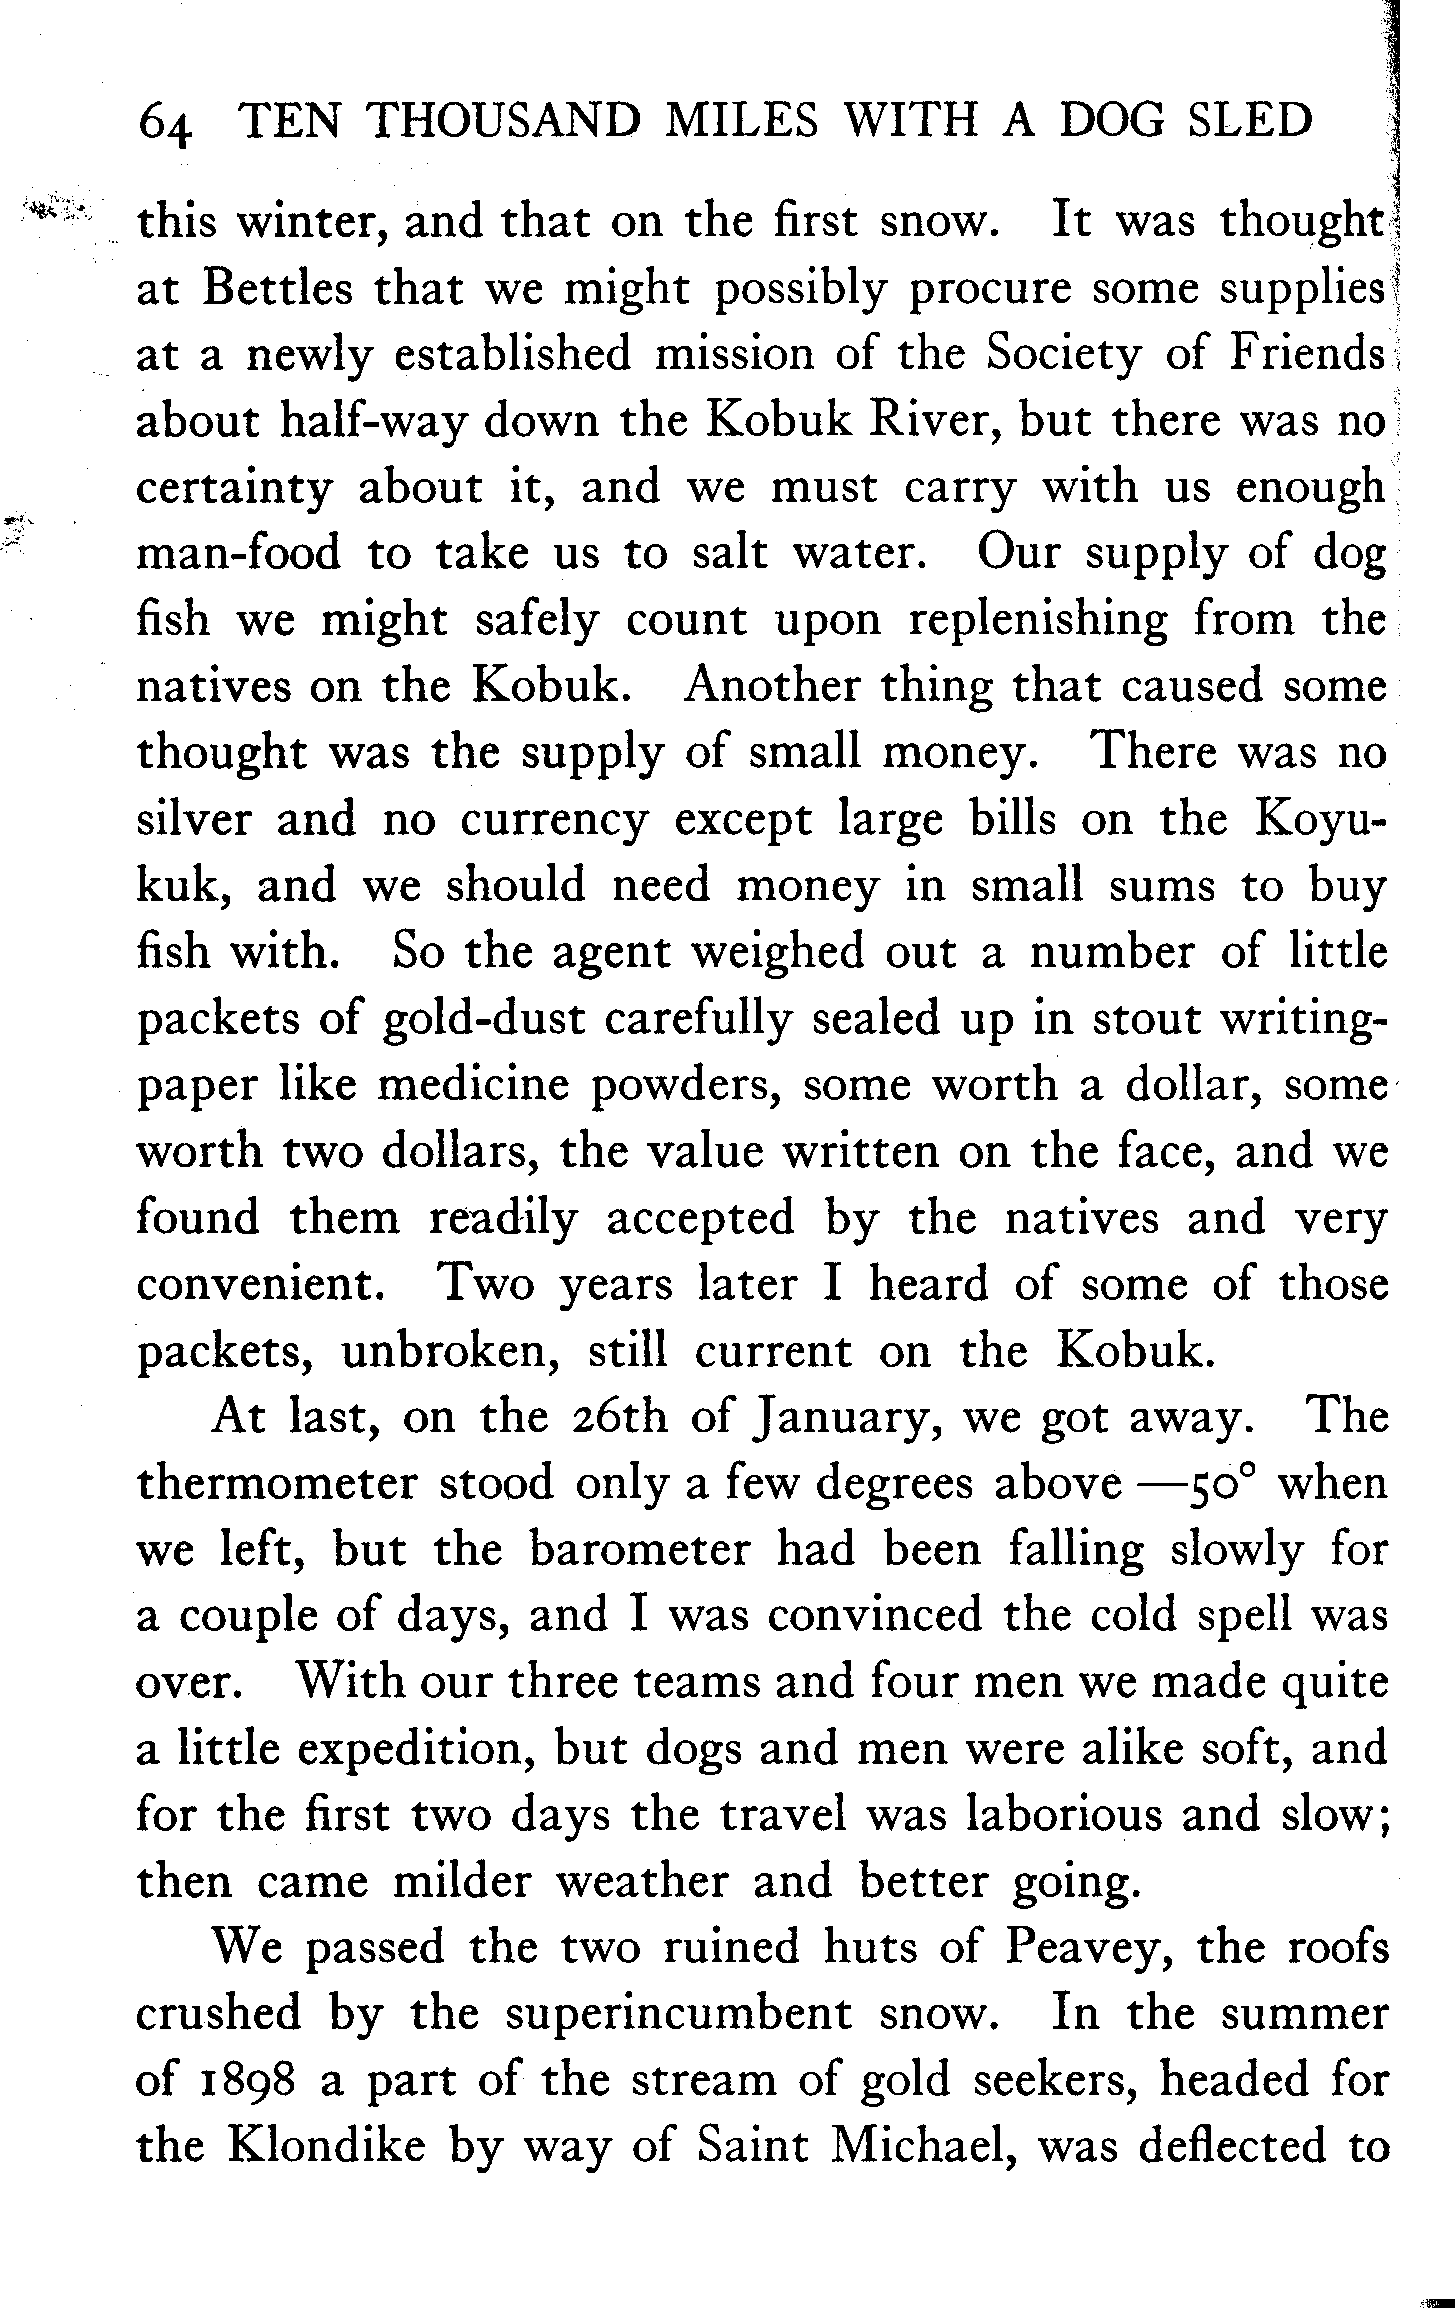 64 TEN THOUSAND MILES WITH A DOG SLED
this winter, and that on the first snow. It was thought
at Bettles that we might possibly procure some supplies
at a newly established mission of the Society of Friends
about half-way down the Kobuk River, but there was no
certainty about it, and we must carry with us enough
man-food to take us to salt water. Our supply of dog
fish we might safely count upon replenishing from the
natives on the Kobuk. Another thing that caused some
thought was the supply of small money. There was no
silver and no currency except large bills on the Koyu-
kuk, and we should need money in small sums to buy
fish with. So the agent weighed out a number of little
packets of gold-dust carefully sealed up in stout writing-
paper like medicine powders, some worth a dollar, some
worth two dollars, the value written on the face, and we
found them readily accepted by the natives and very
convenient. Two years later I heard of some of those
packets, unbroken, still current on the Kobuk.
At last, on the 26th of January, we got away. The
thermometer stood only a few degrees above —50° when
we left, but the barometer had been falling slowly for
a couple of days, and I was convinced the cold spell was
over. With our three teams and four men we made quite
a little expedition, but dogs and men were alike soft, and
for the first two days the travel was laborious and slow;
then came milder weather and better going.
We passed the two ruined huts of Peavey, the roofs
crushed by the superincumbent snow. In the summer
of 1898 a part of the stream of gold seekers, headed for
the Klondike by way of Saint Michael, was deflected to